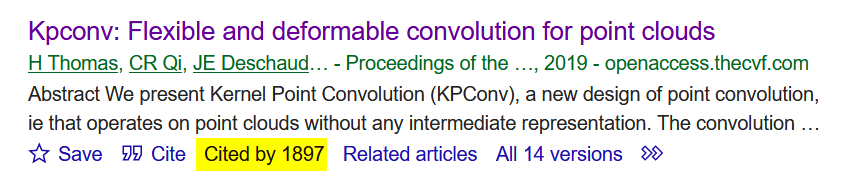 Kpconv: Flexible and deformable convolution for point clouds
H Thomas, CR Qi, JE Deschaud… - Proceedings of the …, 2019 - openaccess.thecvf.com
Abstract We present Kernel Point Convolution (KPConv), a new design of point convolution,
ie that operates on point clouds without any intermediate representation. The convolution …
Save Cite Cited by 1897 Related articles All 14 versions